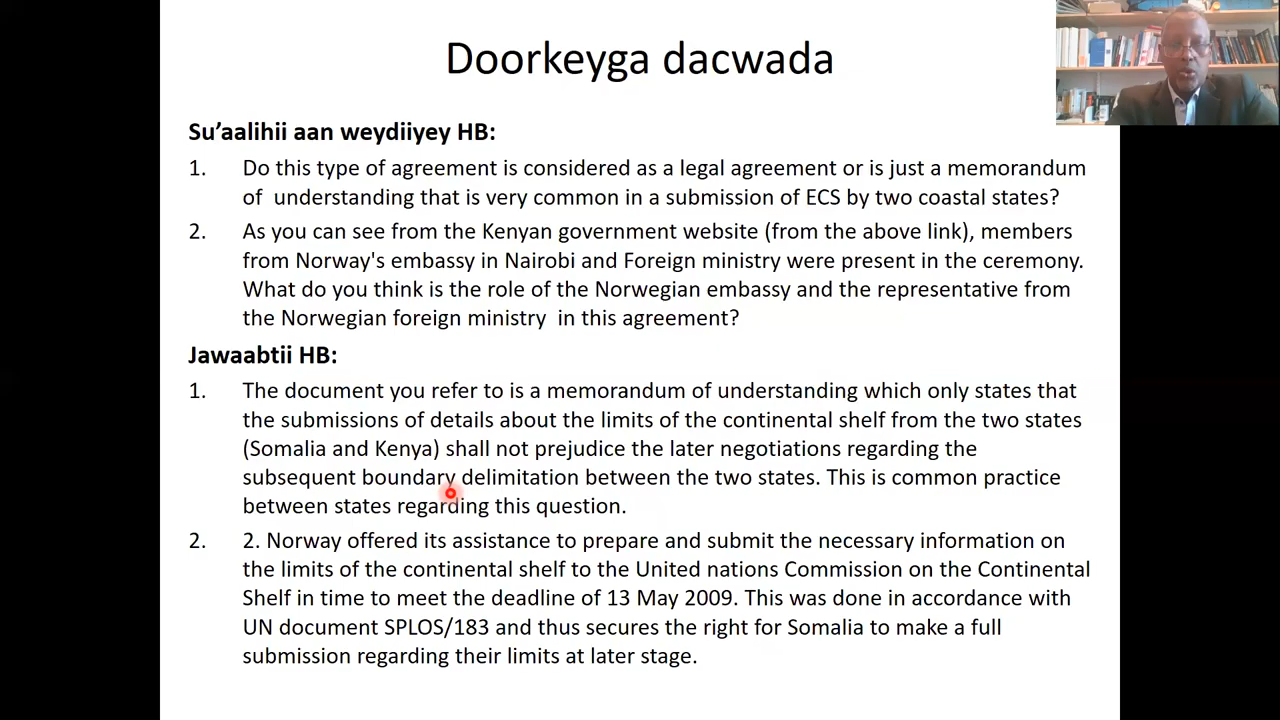 Doorkeyga dacwada
Su'aalihii aan weydiiyey HB:
1. Do this type of agreement is considered as a legal agreement or is just a memorandum
of understanding that is very common in a submission of ECS by two coastal states?
2. As you can see from the Kenyan government website (from the above link), members
from Norway's embassy in Nairobi and Foreign ministry were present in the ceremony.
What do you think is the role of the Norwegian embassy and the representative from
the Norwegian foreign ministry in this agreement?
Jawaabtii HB:
1. The document you refer to is a memorandum of understanding which only states that
the submissions of details about the limits of the continental shelf from the two states
(Somalia and Kenya) shall not prejudice the later negotiations regarding the
subsequent boundary delimitation between the two states. This is common practice
between states regarding this question.
2. 2. Norway offered its assistance to prepare and submit the necessary information on
the limits of the continental shelf to the United nations Commission on the Continental
Shelf in time to meet the deadline of 13 May 2009. This was done in accordance with
UN document SPLOS/183 and thus secures the right for Somalia to make a full
submission regarding their limits at later stage.